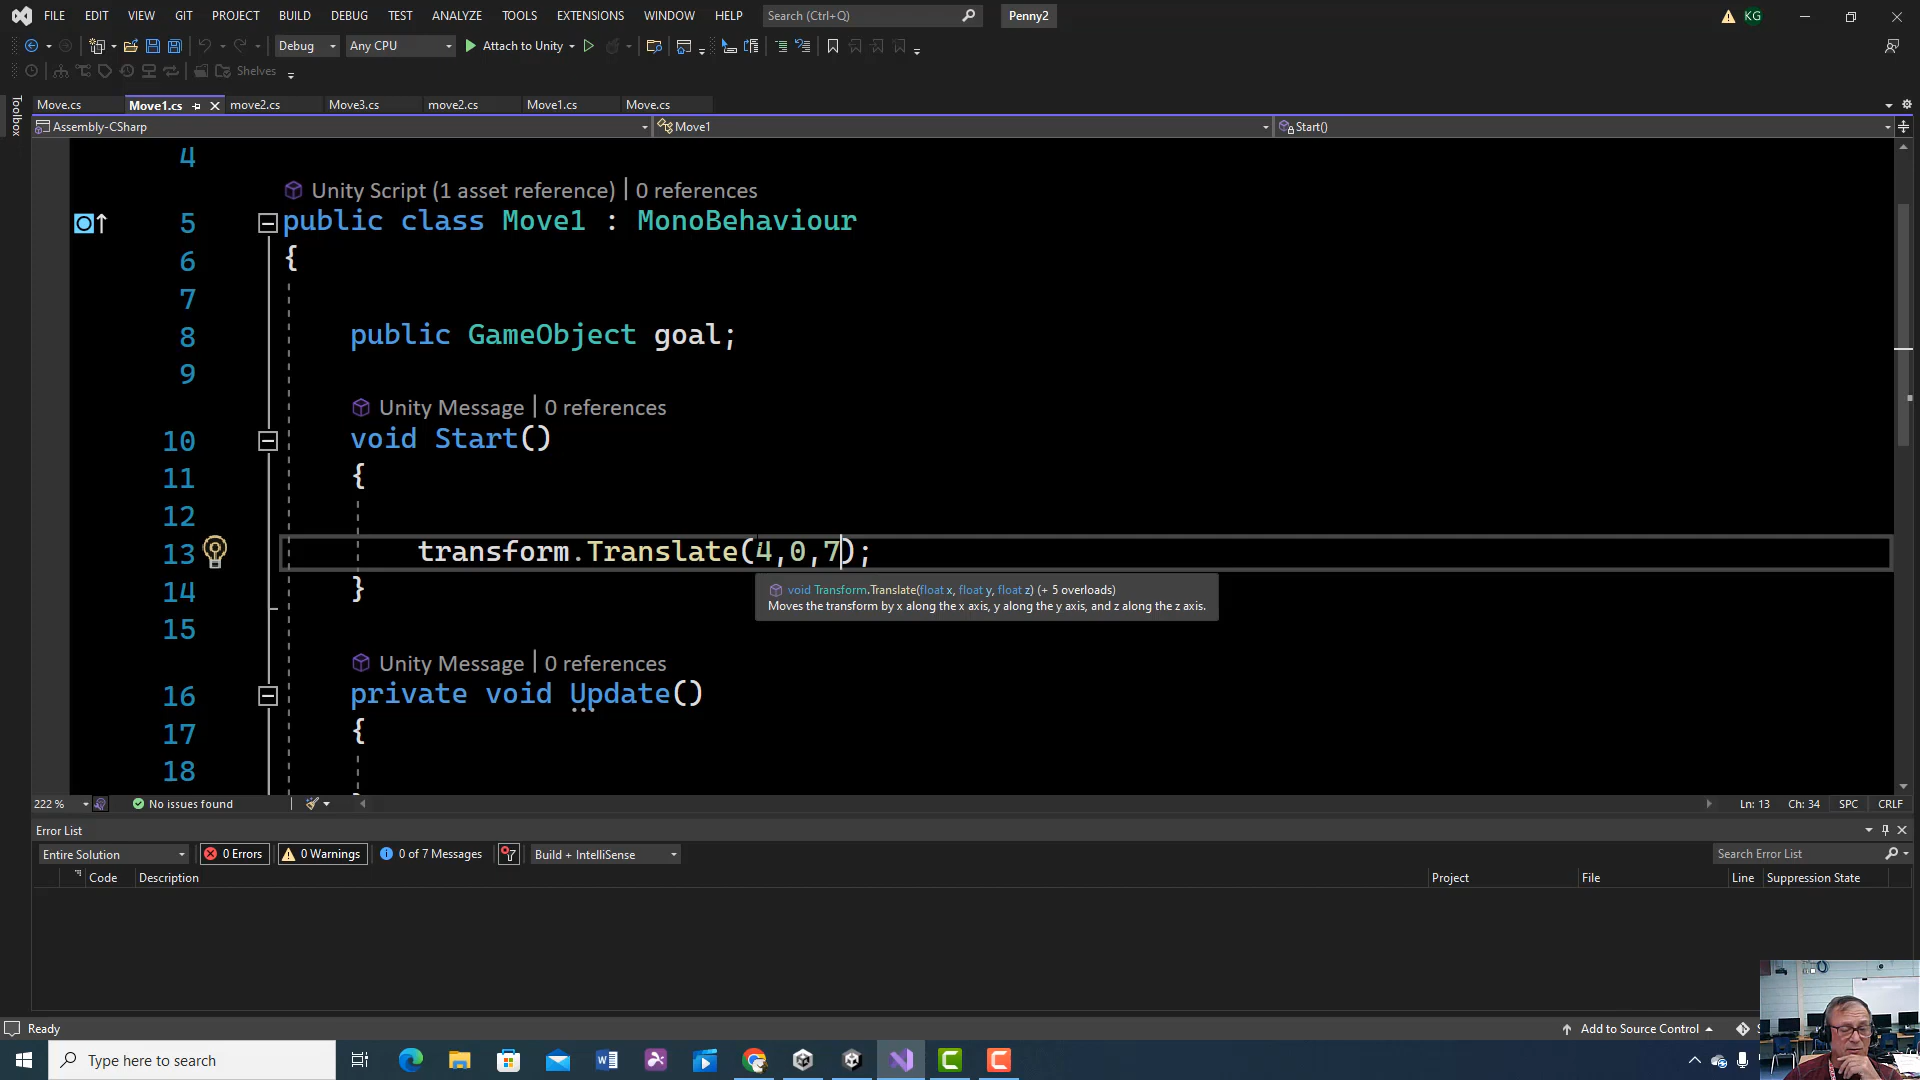 FILE EDIT VIEW GIT PROJECT BUILD DEBUG TEST ANALYZE TOOLS EXTENSIONS WINDOW HELP Search (Ctrl+Q) Penny2 KG
Debug Any CPU Attach to Unity
Shelves
Toolbox
Move.cs Move1.cs move2.cs Move3.cs move2.cs Move1.cs Move.cs
Assembly-CSharp Move1 Start()
4
Unity Script (1 asset reference) | 0 references
5 public class Move1 : MonoBehaviour
6 {
7
8 public GameObject goal;
9
Unity Message | 0 references
10 void Start()
11 {
12
13 transform.Translate(4,0,7);
void Transform.Translate(float x, float y, float z) (+ 5 overloads)
Moves the transform by x along the x axis, y along the y axis, and z along the z axis.
14 }
15
Unity Message | 0 references
16 private void Update()
17 {
18
222 % No issues found Ln: 13 Ch: 34 SPC CRLF
Error List
Entire Solution 0 Errors 0 Warnings 0 of 7 Messages Build + IntelliSense Search Error List
Code Description Project File Line Suppression State
Ready Add to Source Control
Type here to search